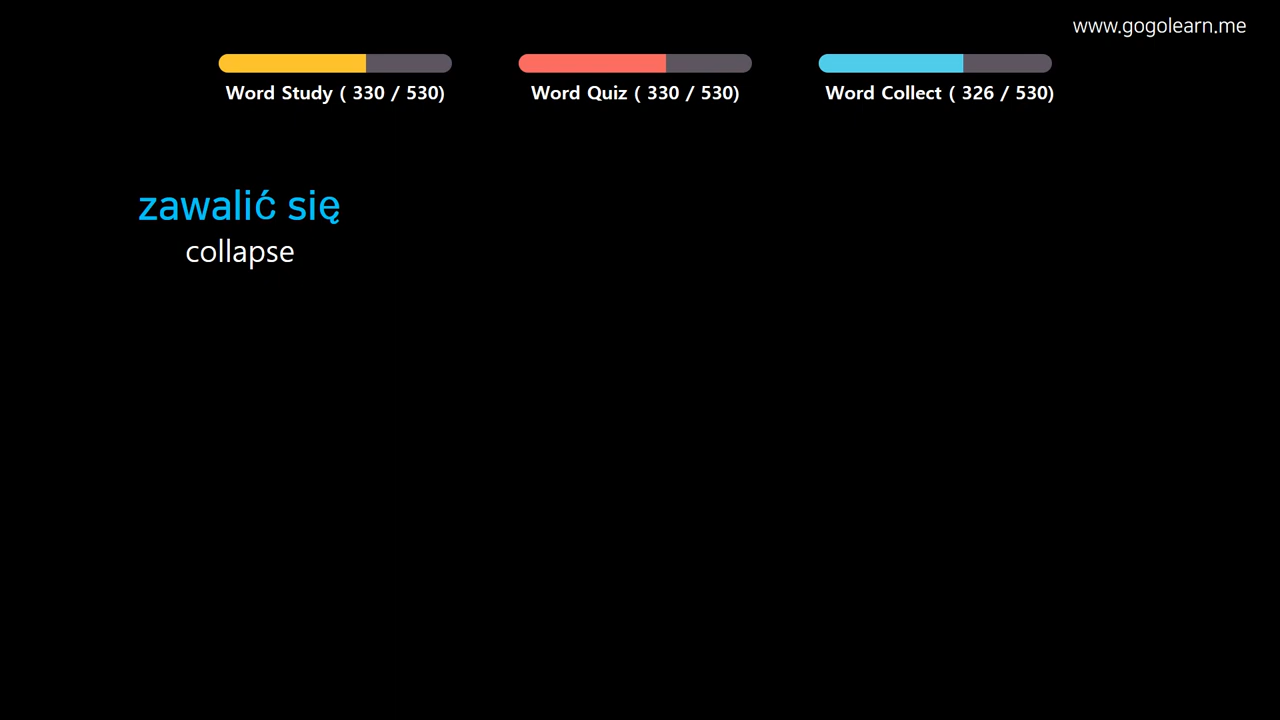 www.gogolearn.me
Word Study ( 330 / 530)
Word Quiz ( 330 / 530)
Word Collect ( 326 / 530)
zawalić się
collapse